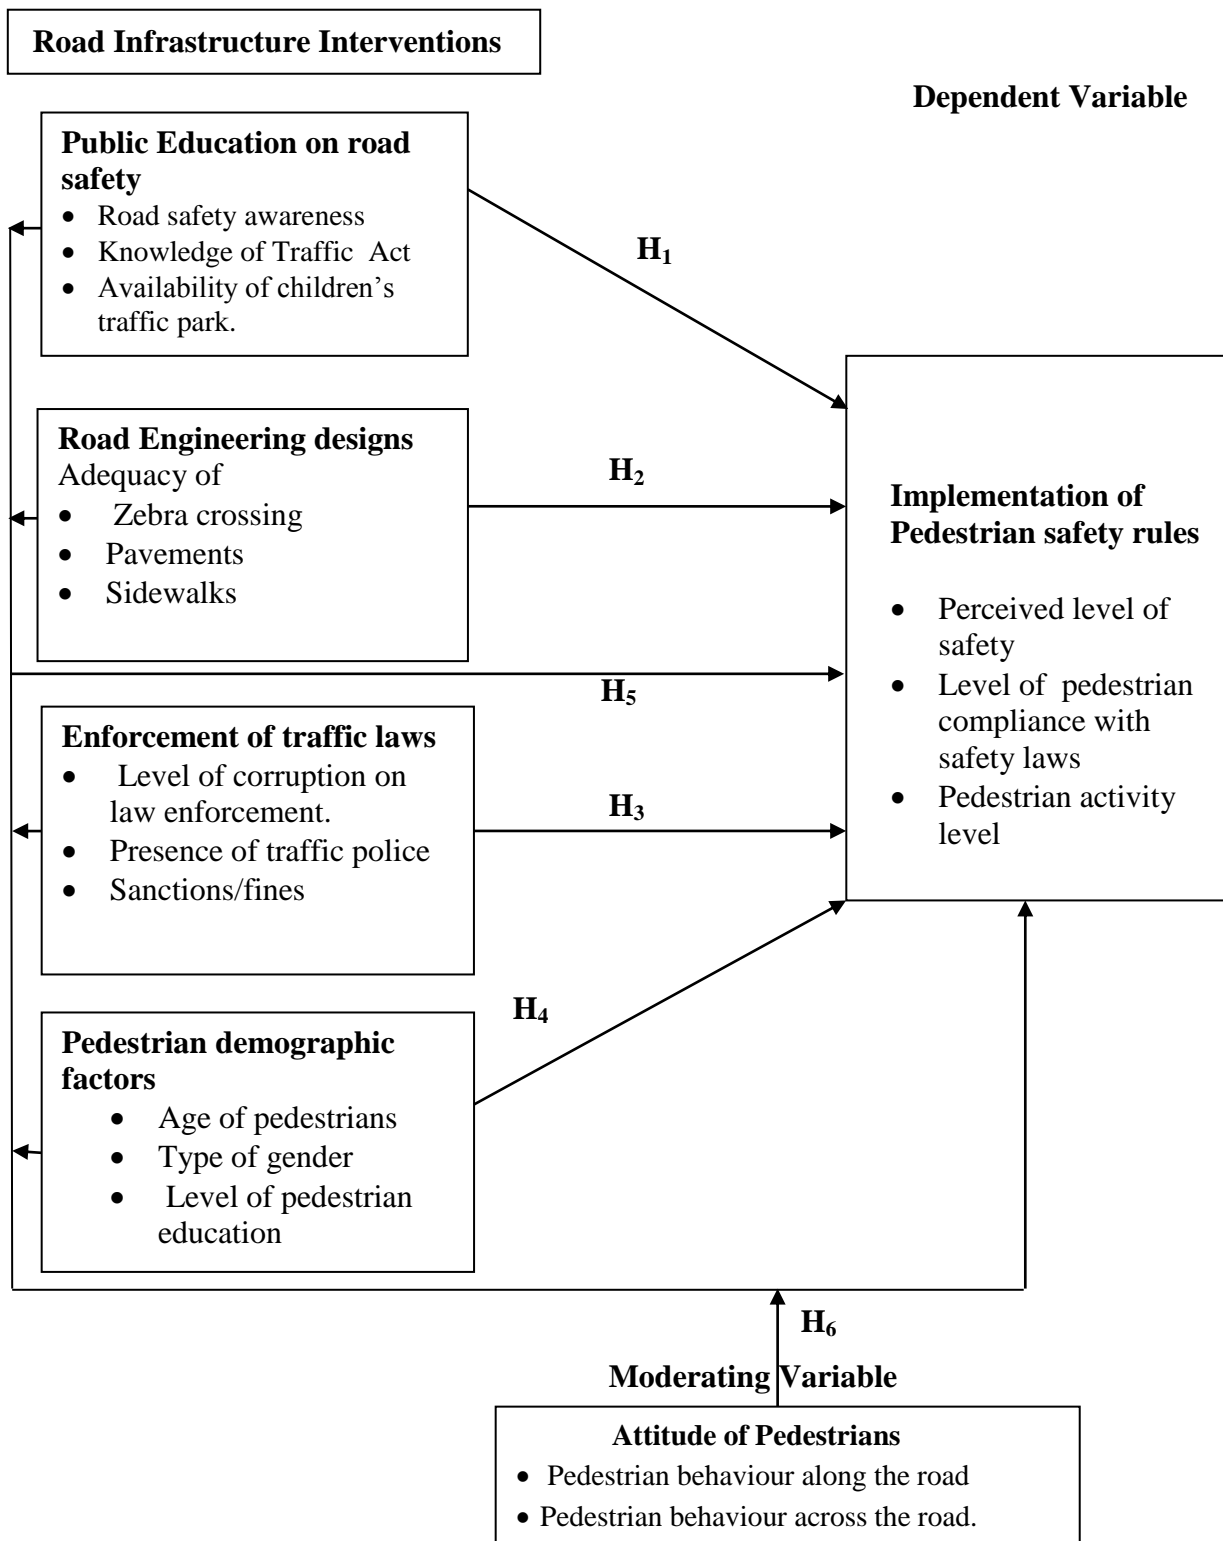 Road Infrastructure Interventions
Dependent Variable
Public Education on road
safety
• Road safety awareness
• Knowledge of Traffic Act
• Availability of children’s
traffic park.
H1
Road Engineering designs
Adequacy of
• Zebra crossing
• Pavements
• Sidewalks
H2
Implementation of
Pedestrian safety rules
• Perceived level of
safety
• Level of pedestrian
compliance with
safety laws
• Pedestrian activity
level
H5
Enforcement of traffic laws
• Level of corruption on
law enforcement.
• Presence of traffic police
• Sanctions/fines
H3
H4
Pedestrian demographic
factors
• Age of pedestrians
• Type of gender
• Level of pedestrian
education
H6
Moderating Variable
Attitude of Pedestrians
• Pedestrian behaviour along the road
• Pedestrian behaviour across the road.